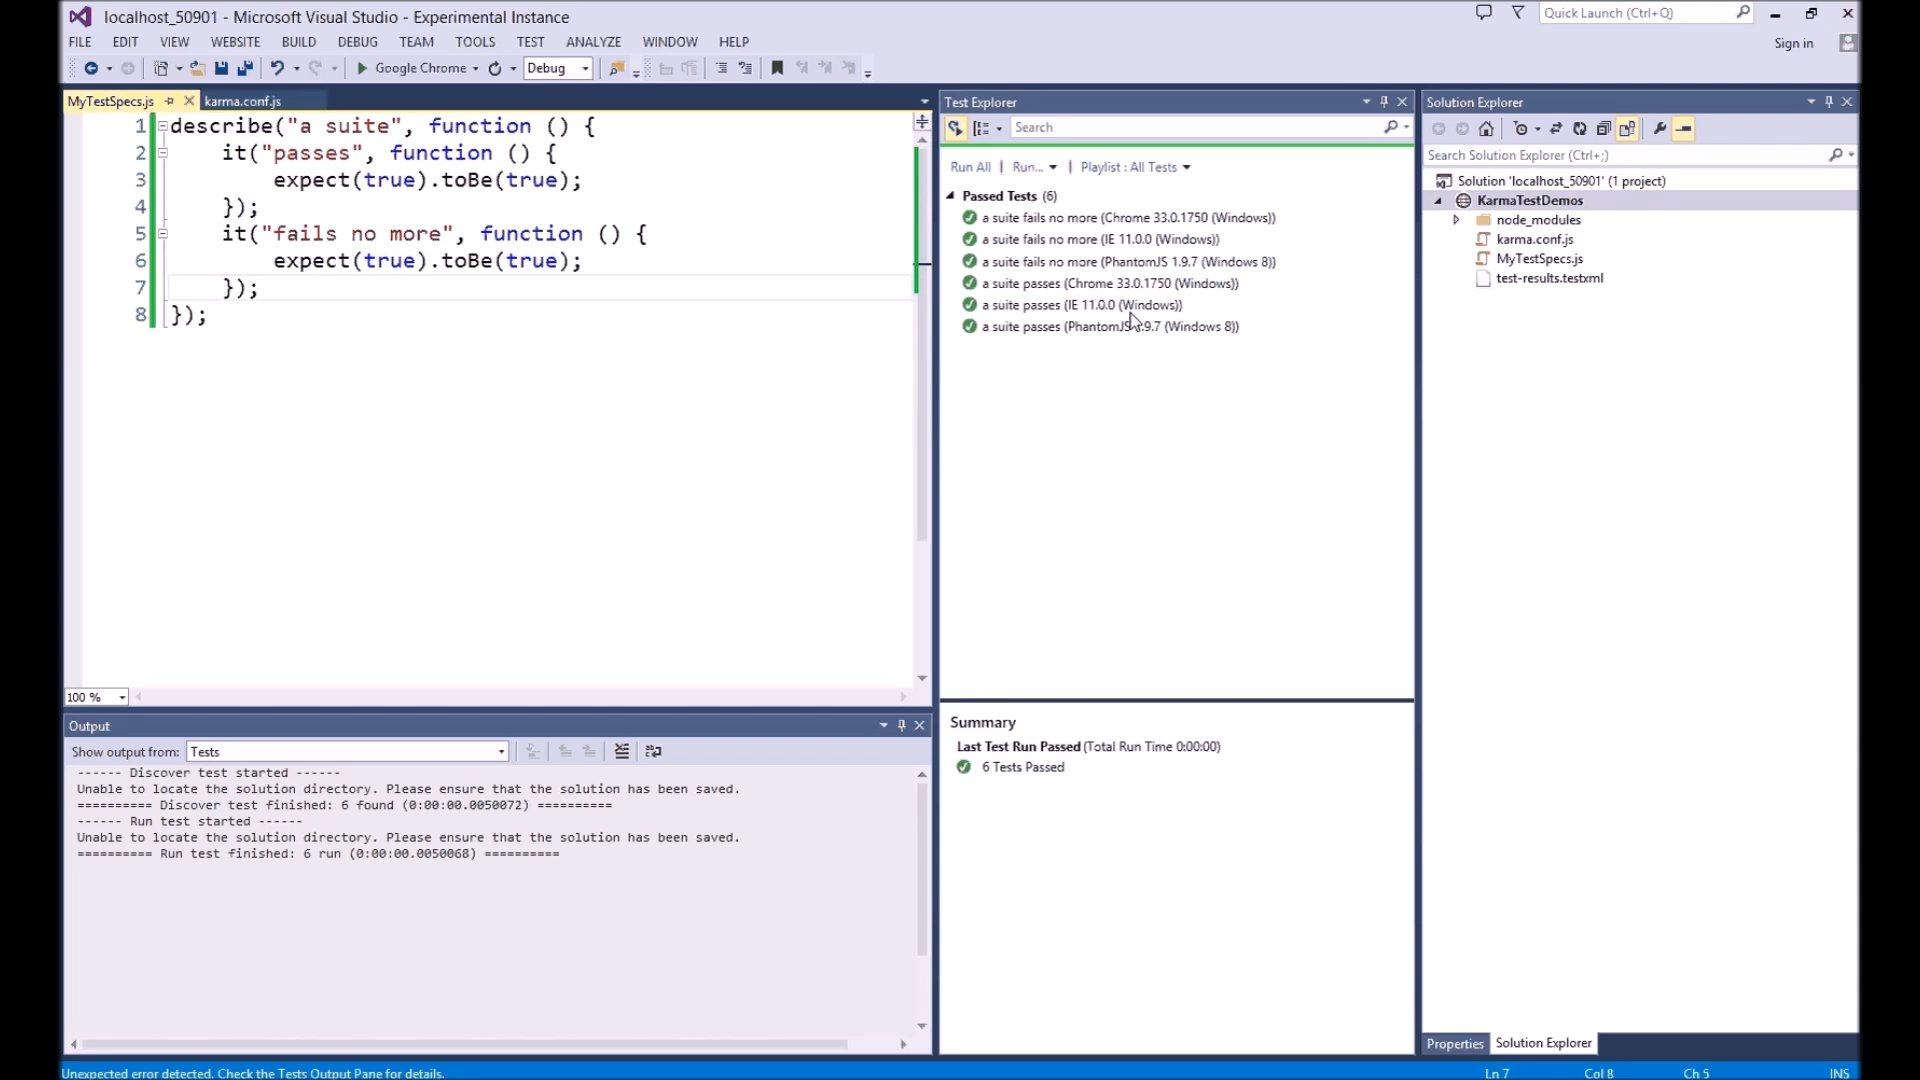 localhost_50901 - Microsoft Visual Studio - Experimental Instance
Quick Launch (Ctrl+Q)
FILE EDIT VIEW WEBSITE BUILD DEBUG TEAM TOOLS TEST ANALYZE WINDOW HELP
Sign in
Google Chrome Debug
MyTestSpecs.js karma.conf.js
1 describe("a suite", function () {
2 it("passes", function () {
3 expect(true).toBe(true);
4 });
5 it("fails no more", function () {
6 expect(true).toBe(true);
7 });
8 });
100 %
Output
Show output from: Tests
------ Discover test started ------
Unable to locate the solution directory. Please ensure that the solution has been saved.
========== Discover test finished: 6 found (0:00:00.0050072) ==========
------ Run test started ------
Unable to locate the solution directory. Please ensure that the solution has been saved.
========== Run test finished: 6 run (0:00:00.0050068) ==========
Test Explorer
Search
Run All | Run... | Playlist : All Tests
Passed Tests (6)
a suite fails no more (Chrome 33.0.1750 (Windows))
a suite fails no more (IE 11.0.0 (Windows))
a suite fails no more (PhantomJS 1.9.7 (Windows 8))
a suite passes (Chrome 33.0.1750 (Windows))
a suite passes (IE 11.0.0 (Windows))
a suite passes (PhantomJS 1.9.7 (Windows 8))
Summary
Last Test Run Passed (Total Run Time 0:00:00)
6 Tests Passed
Solution Explorer
Search Solution Explorer (Ctrl+;)
Solution 'localhost_50901' (1 project)
KarmaTestDemos
node_modules
karma.conf.js
MyTestSpecs.js
test-results.testxml
Properties Solution Explorer
Unexpected error detected. Check the Tests Output Pane for details.
Ln 7 Col 8 Ch 5 INS